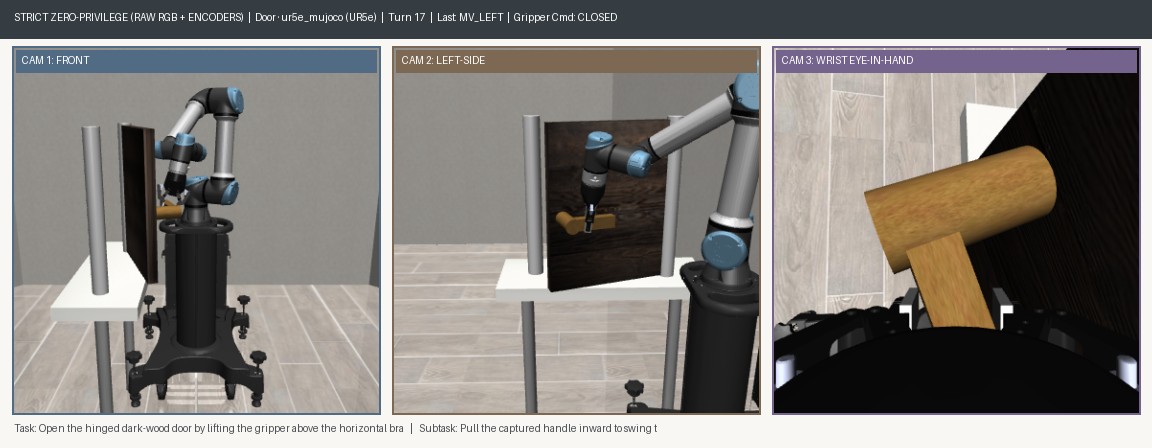 STRICT ZERO-PRIVILEGE (RAW RGB + ENCODERS) | Door · ur5e_mujoco (UR5e) | Turn 17 | Last: MV_LEFT | Gripper Cmd: CLOSED
CAM 1: FRONT
CAM 2: LEFT-SIDE
CAM 3: WRIST EYE-IN-HAND
Task: Open the hinged dark-wood door by lifting the gripper above the horizontal bra | Subtask: Pull the captured handle inward to swing t